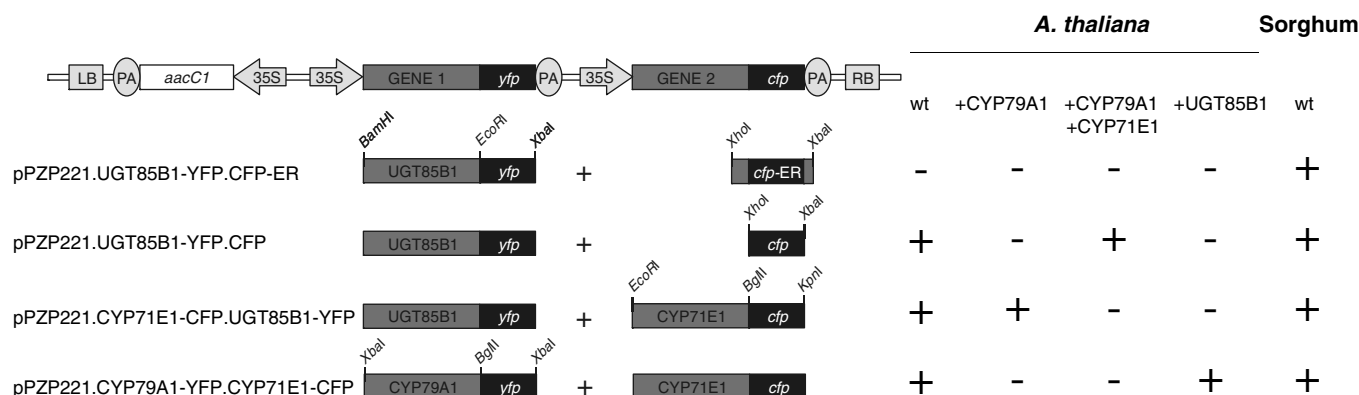 A. thaliana Sorghum
LB PA aacC1 35S 35S GENE 1 yfp PA 35S GENE 2 cfp PA RB
wt +CYP79A1 +CYP79A1 +CYP71E1 +UGT85B1 wt
BamHI EcoRI XbaI XhoI XbaI
pPZP221.UGT85B1-YFP.CFP-ER UGT85B1 yfp + cfp-ER - - - - +
XhoI XbaI
pPZP221.UGT85B1-YFP.CFP UGT85B1 yfp + cfp + - + - +
EcoRI BglII KpnI
pPZP221.CYP71E1-CFP.UGT85B1-YFP UGT85B1 yfp + CYP71E1 cfp + + - - +
XbaI BglII XbaI
pPZP221.CYP79A1-YFP.CYP71E1-CFP CYP79A1 yfp + CYP71E1 cfp + - - + +